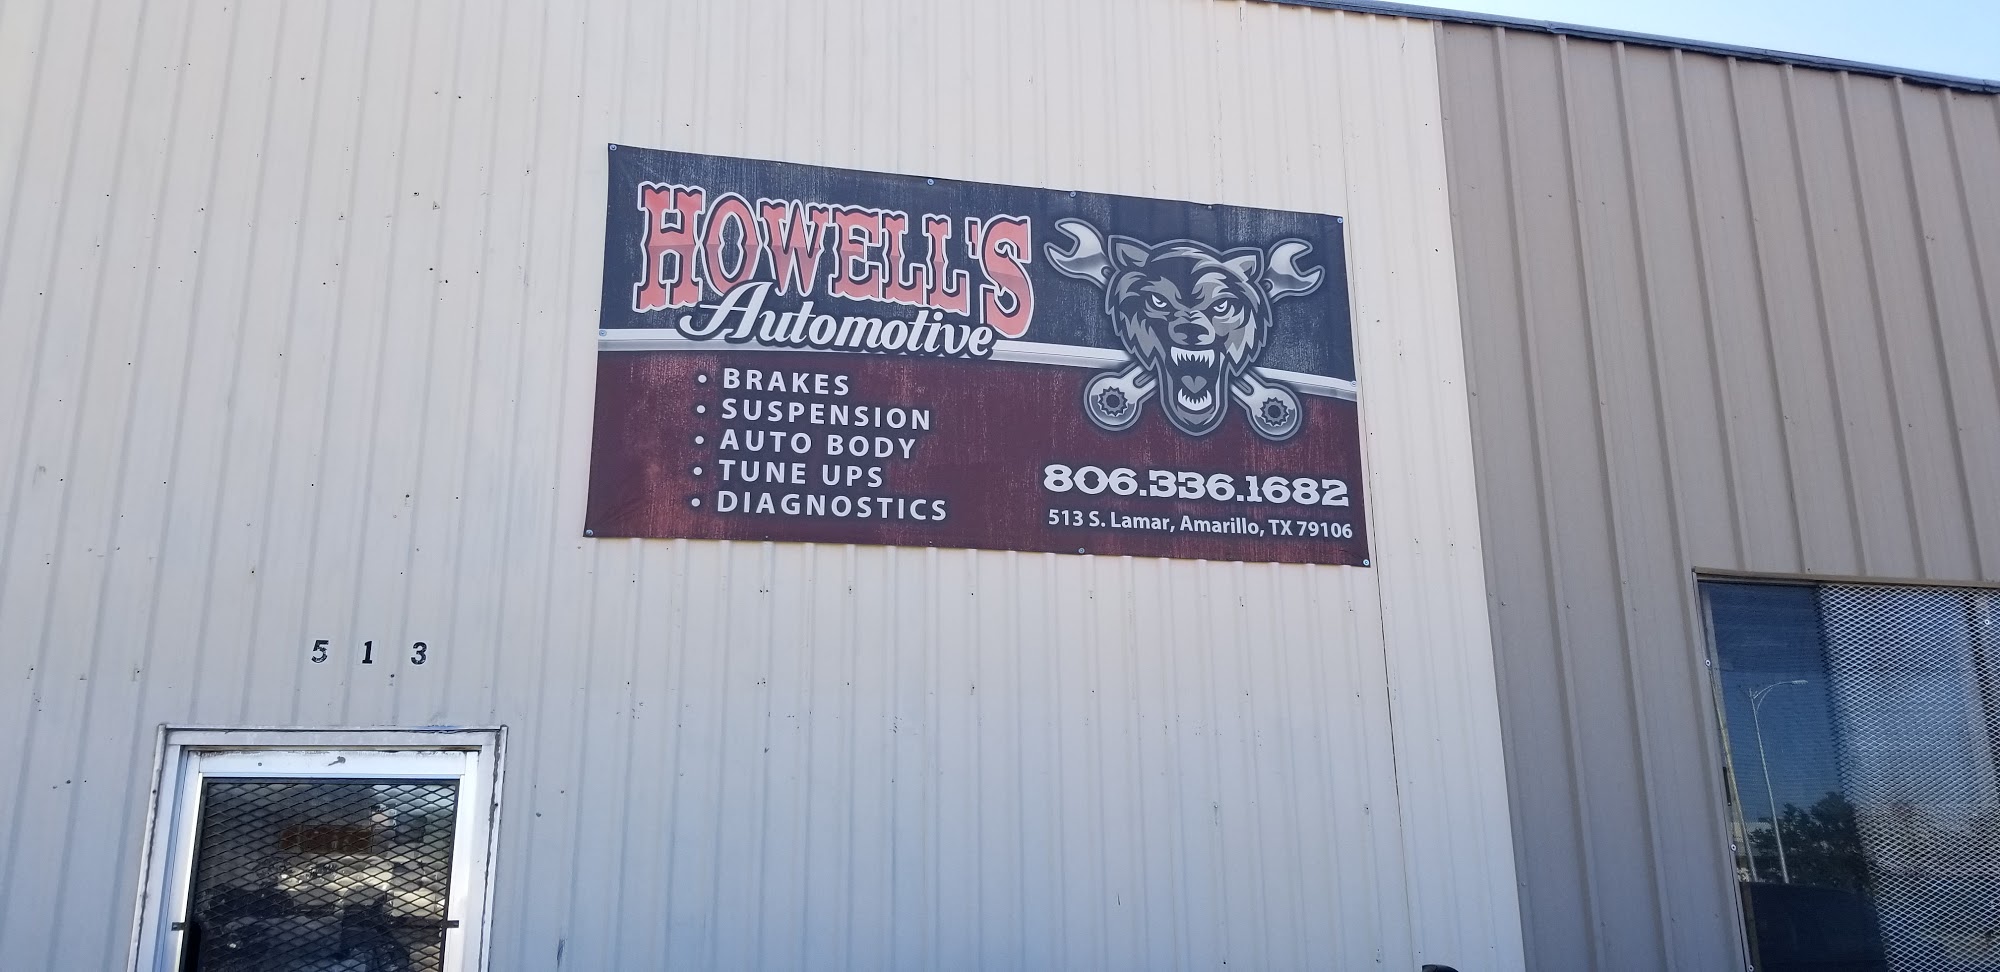 HOWELL'S
Automotive
• BRAKES
• SUSPENSION
• AUTO BODY
• TUNE UPS
• DIAGNOSTICS
806.336.1682
513 S. Lamar, Amarillo, TX 79106
513